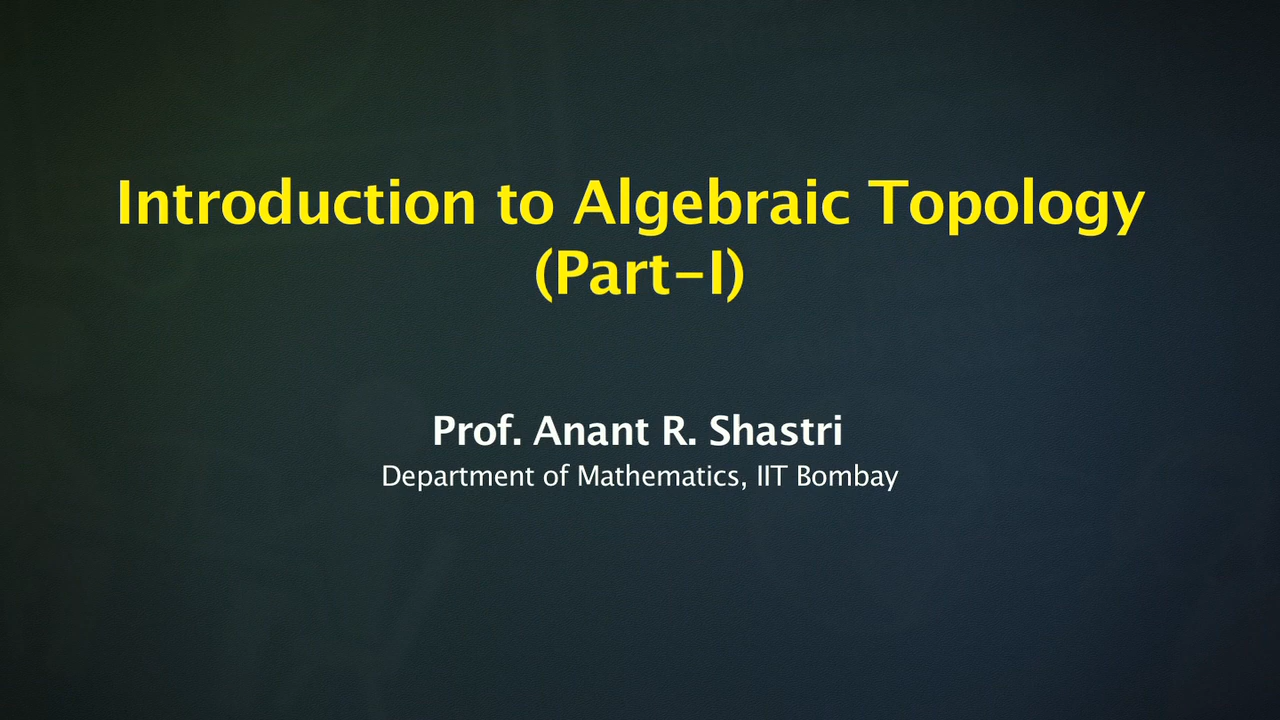 Introduction to Algebraic Topology
(Part-I)
Prof. Anant R. Shastri
Department of Mathematics, IIT Bombay